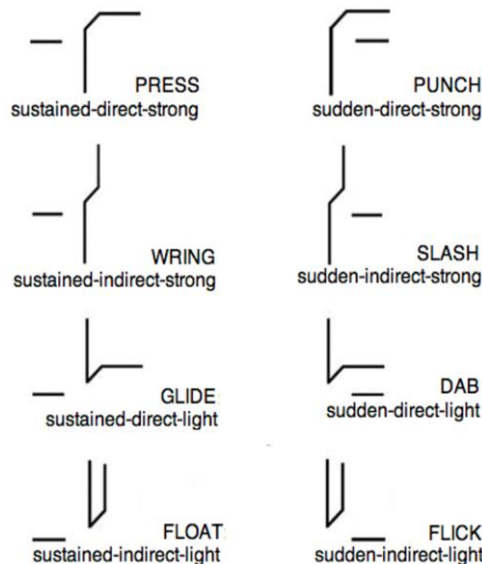 PRESS
sustained-direct-strong
PUNCH
sudden-direct-strong
WRING
sustained-indirect-strong
SLASH
sudden-indirect-strong
GLIDE
sustained-direct-light
DAB
sudden-direct-light
FLOAT
sustained-indirect-light
FLICK
sudden-indirect-light